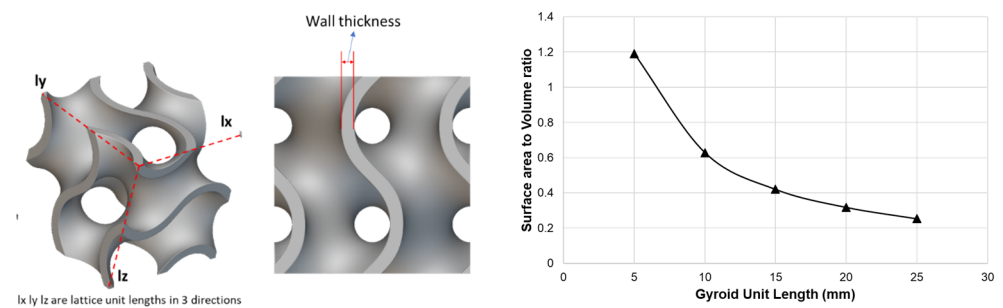 Wall thickness
ly
lx
lz
lx ly lz are lattice unit lengths in 3 directions
Surface area to Volume ratio
1.4
1.2
1
0.8
0.6
0.4
0.2
0
0 5 10 15 20 25 30
Gyroid Unit Length (mm)